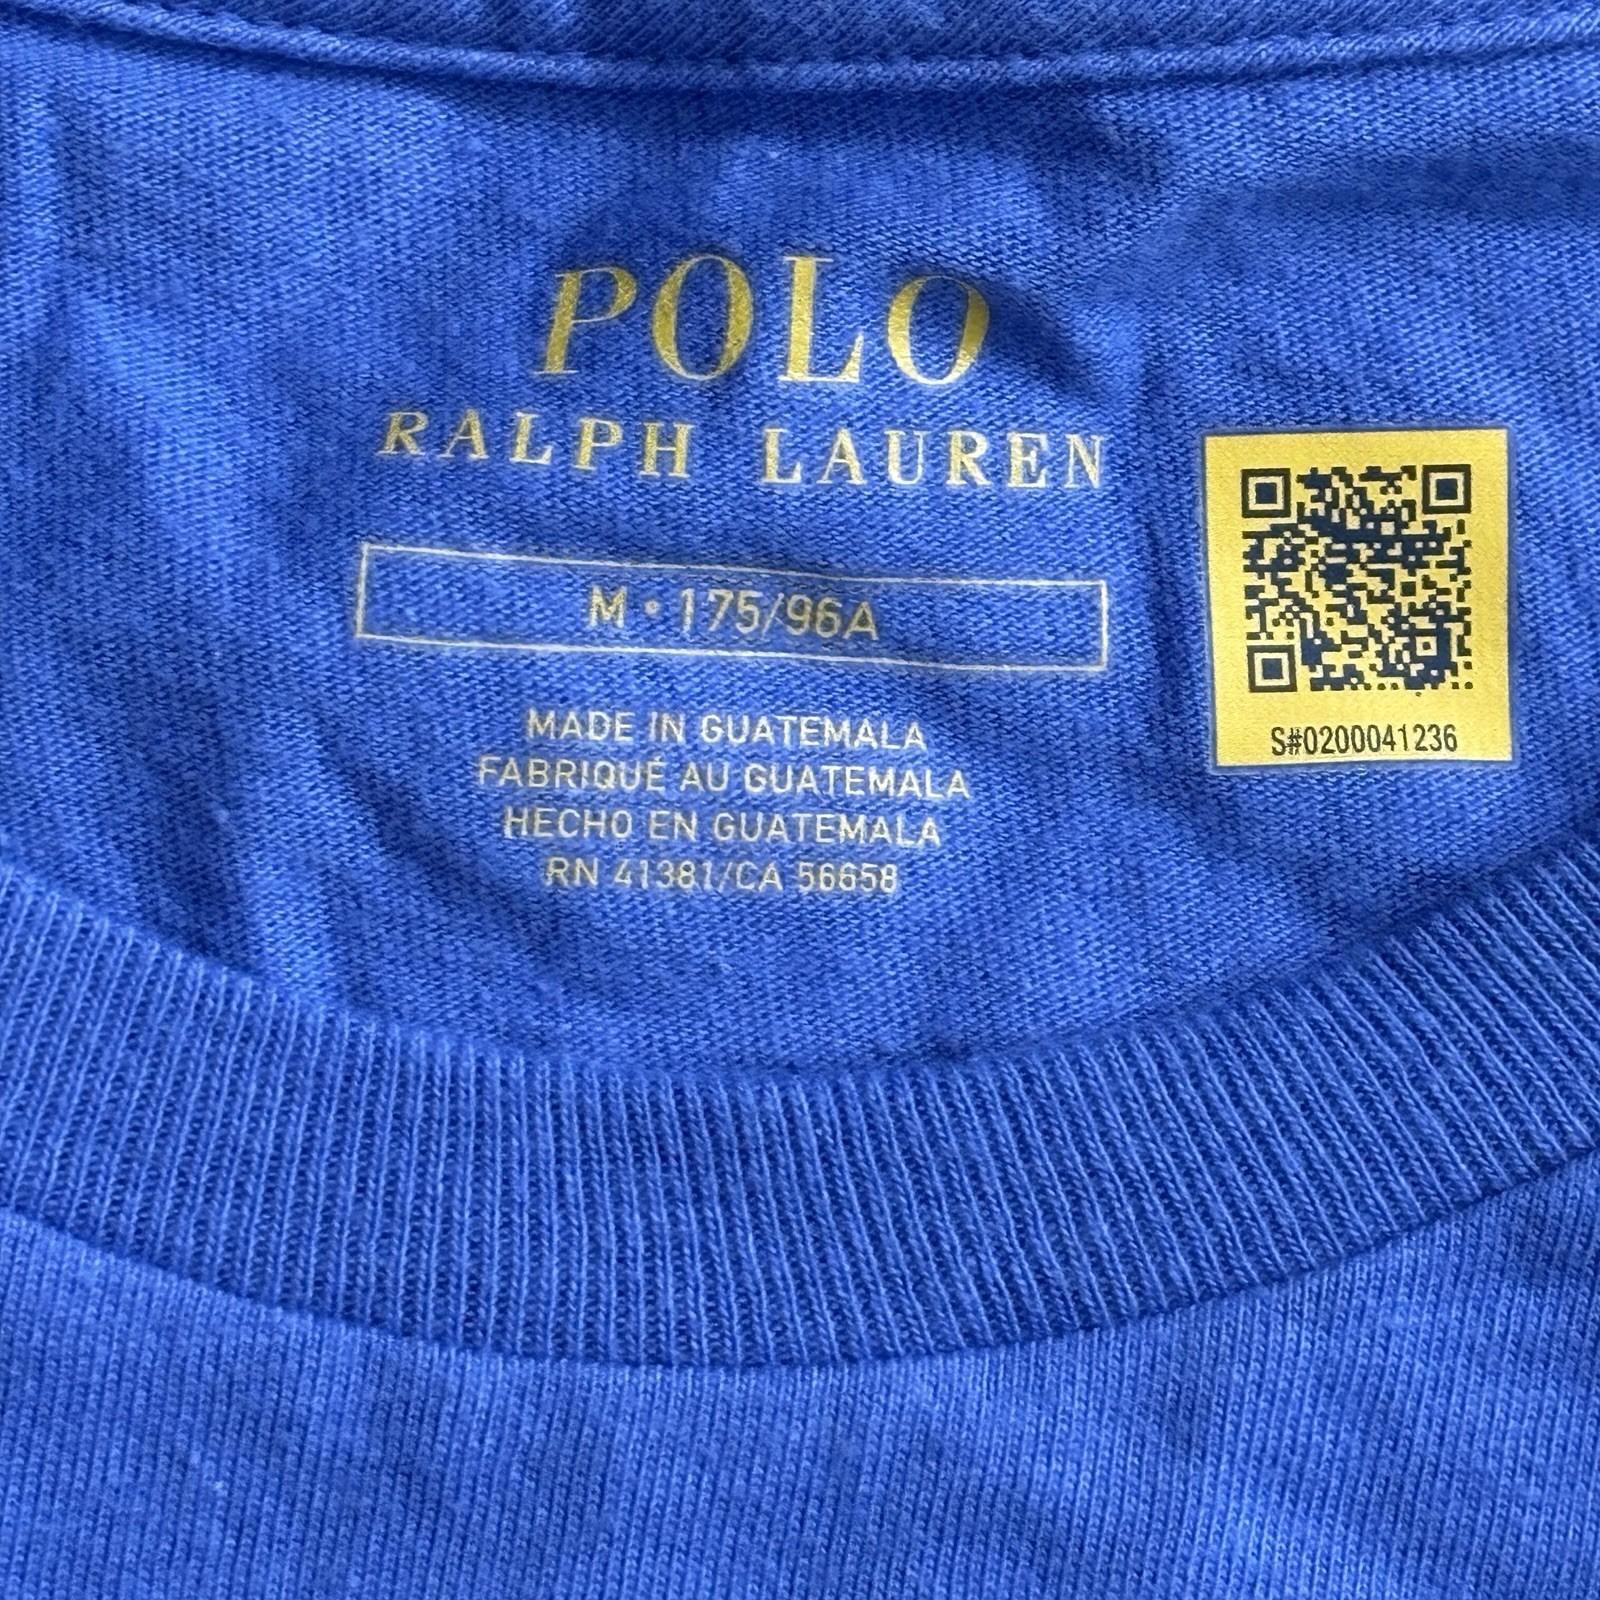 POLO
RALPH LAUREN
M • 175/96A
MADE IN GUATEMALA
FABRIQUÉ AU GUATEMALA
HECHO EN GUATEMALA
RN 41381/CA 56658
S#0200041236